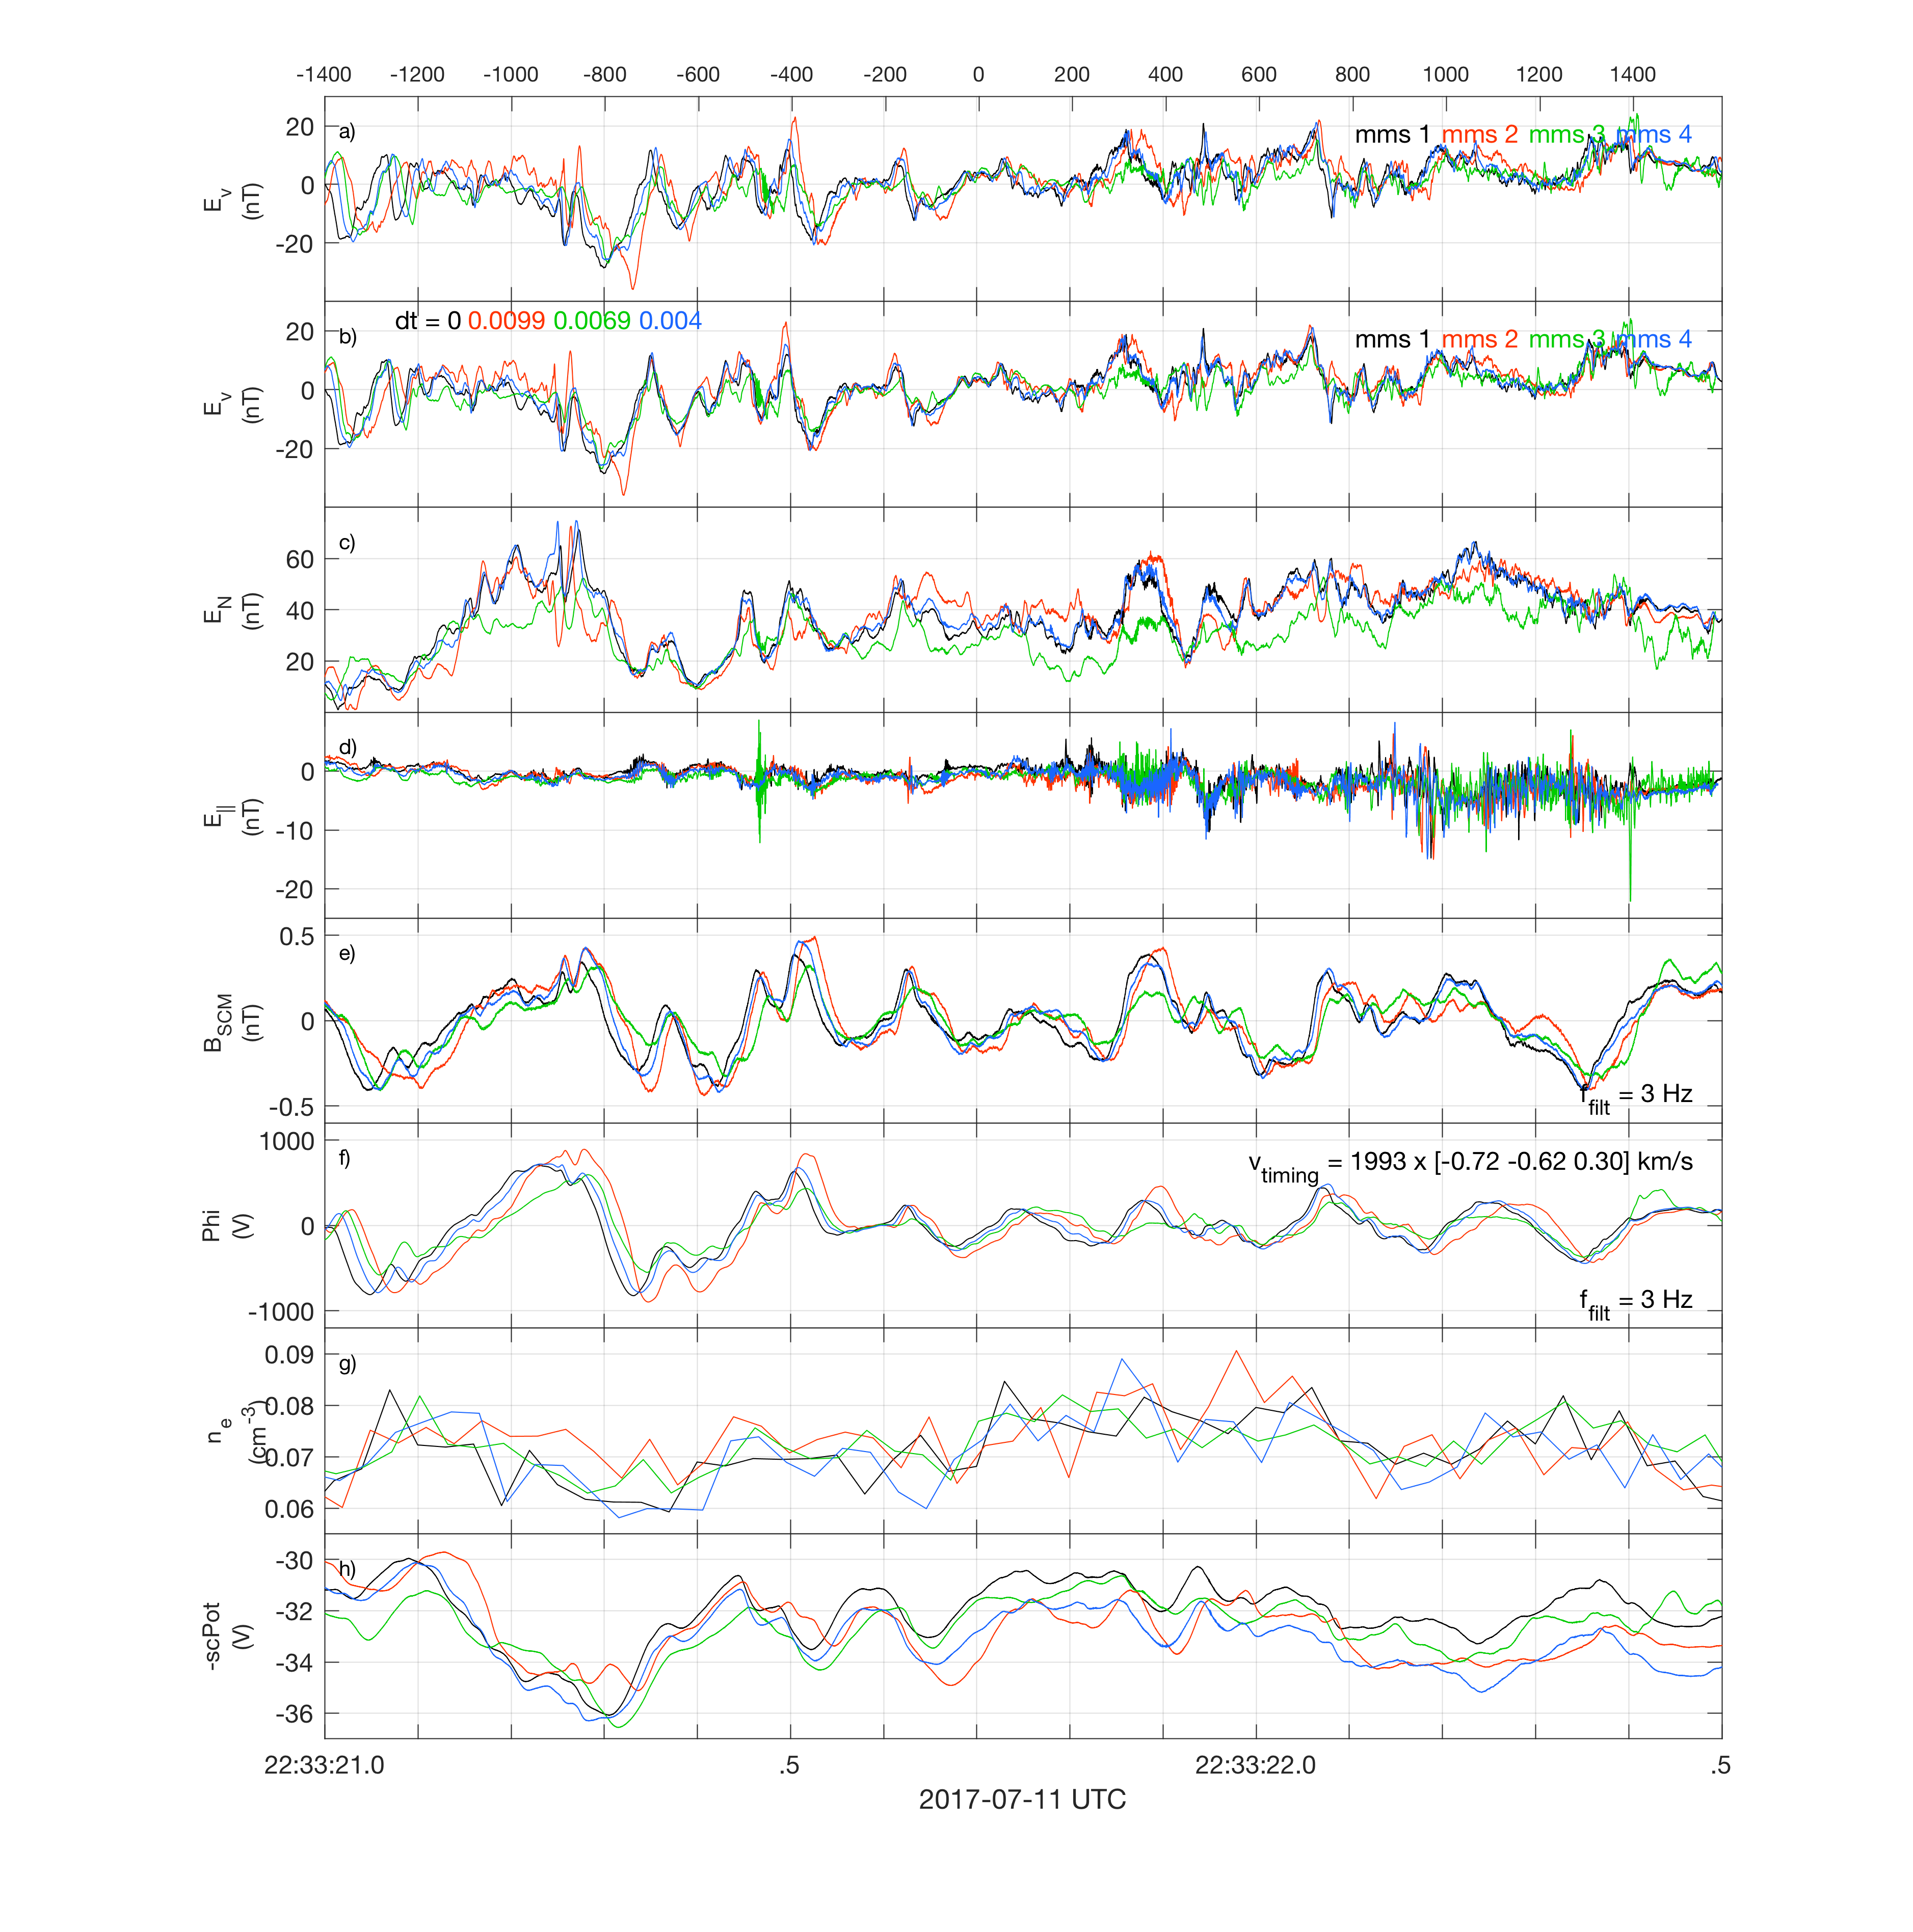 -1400 -1200 -1000 -800 -600 -400 -200 0 200 400 600 800 1000 1200 1400
a)
mms 1 mms 2 mms 3 mms 4
20
0
-20
E_v
(nT)
b)
dt = 0 0.0099 0.0069 0.004
mms 1 mms 2 mms 3 mms 4
20
0
-20
E_v
(nT)
c)
60
40
20
E_N
(nT)
d)
0
-10
-20
E_||
(nT)
e)
0.5
0
-0.5
B_SCM
(nT)
f_filt = 3 Hz
f)
v_timing = 1993 x [-0.72 -0.62 0.30] km/s
1000
0
-1000
Phi
(V)
f_filt = 3 Hz
g)
0.09
0.08
0.07
0.06
n_e
(cm^-3)
h)
-30
-32
-34
-36
-scPot
(V)
22:33:21.0 .5 22:33:22.0 .5
2017-07-11 UTC